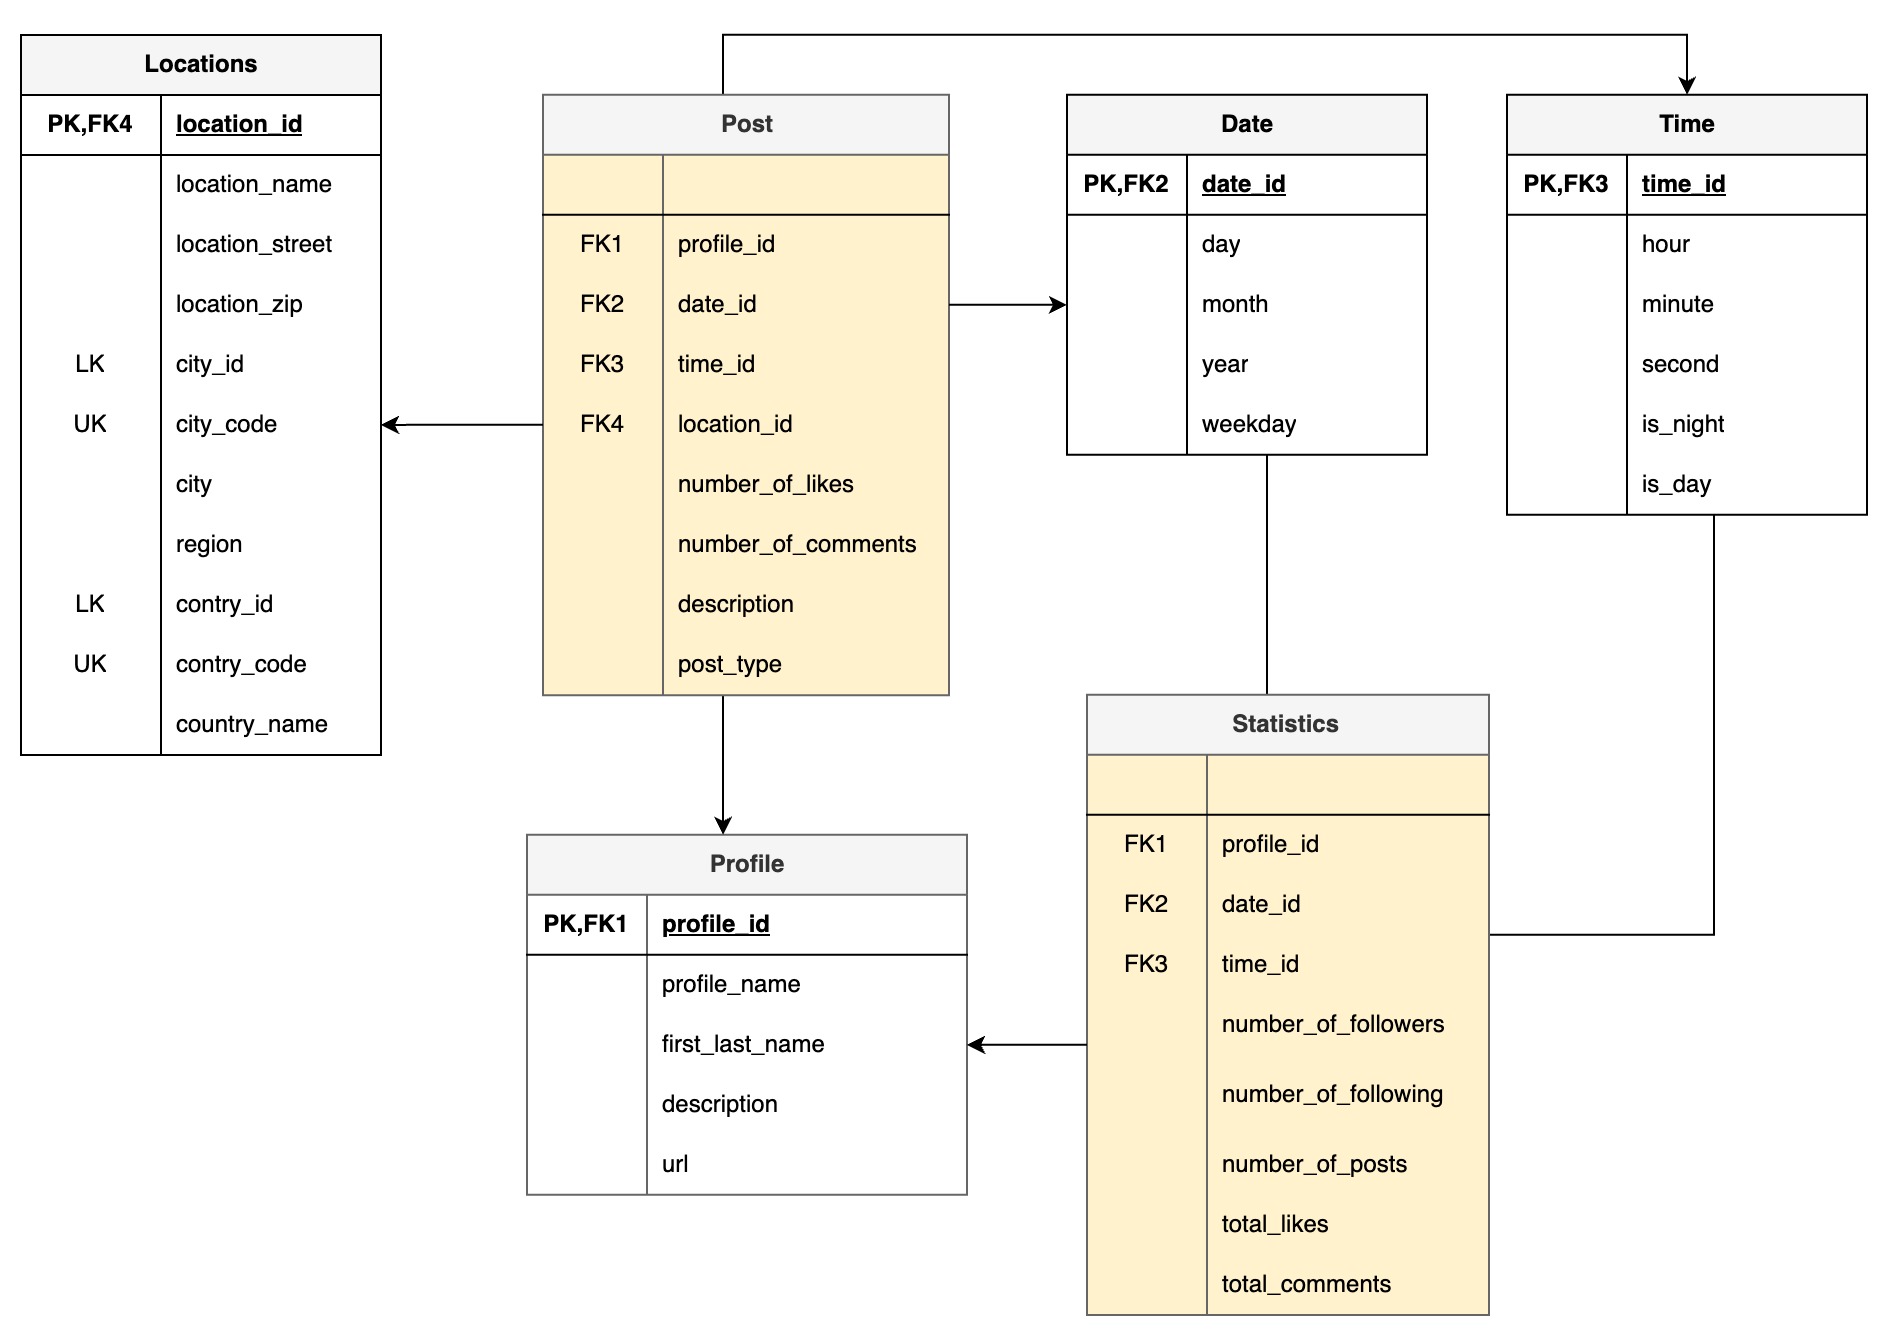 Locations
PK,FK4 location_id
location_name
location_street
location_zip
LK city_id
UK city_code
city
region
LK contry_id
UK contry_code
country_name
Post
FK1 profile_id
FK2 date_id
FK3 time_id
FK4 location_id
number_of_likes
number_of_comments
description
post_type
Date
PK,FK2 date_id
day
month
year
weekday
Time
PK,FK3 time_id
hour
minute
second
is_night
is_day
Profile
PK,FK1 profile_id
profile_name
first_last_name
description
url
Statistics
FK1 profile_id
FK2 date_id
FK3 time_id
number_of_followers
number_of_following
number_of_posts
total_likes
total_comments